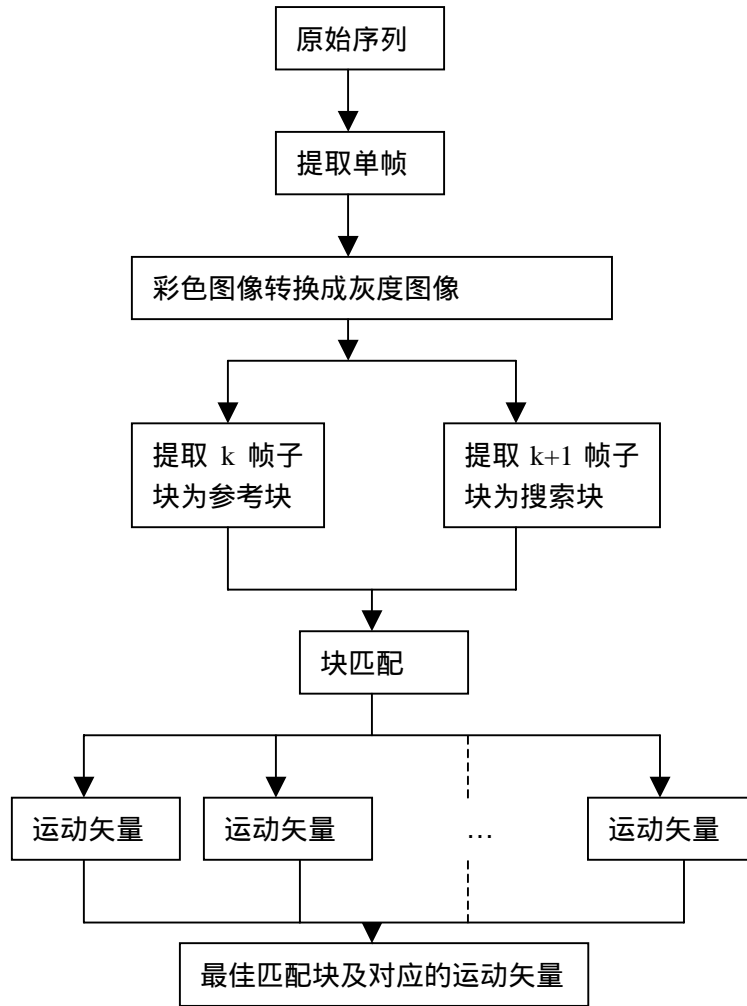 原始序列
提取单帧
彩色图像转换成灰度图像
提取 k 帧子
块为参考块
提取 k+1 帧子
块为搜索块
块匹配
运动矢量
运动矢量
…
运动矢量
最佳匹配块及对应的运动矢量